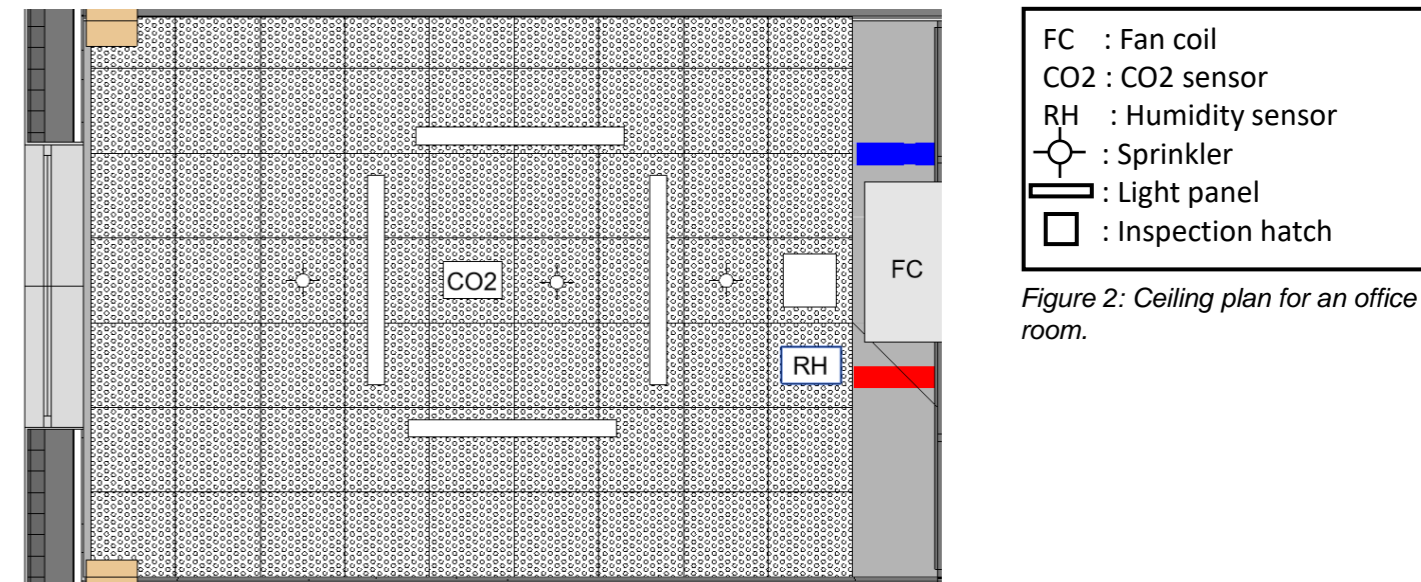 FC : Fan coil
CO2 : CO2 sensor
RH : Humidity sensor
: Sprinkler
: Light panel
: Inspection hatch
CO2
FC
RH
Figure 2: Ceiling plan for an office
room.